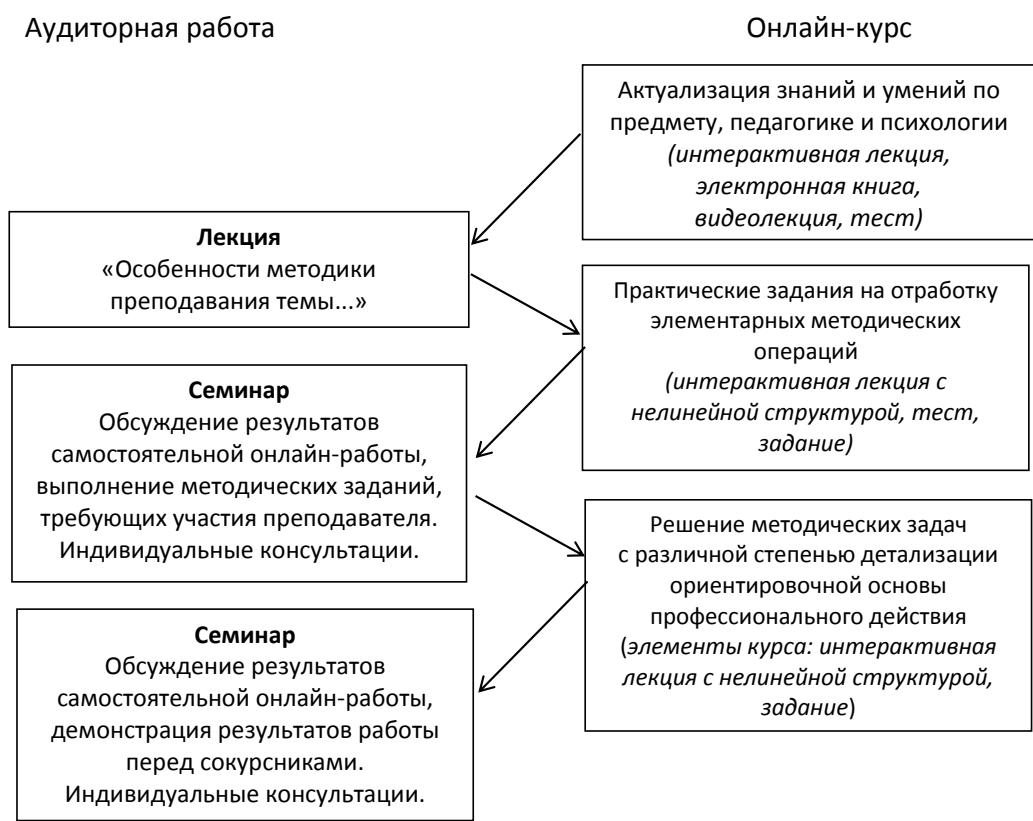 Аудиторная работа
Онлайн-курс
Актуализация знаний и умений по
предмету, педагогике и психологии
(интерактивная лекция,
электронная книга,
видеолекция, тест)
Лекция
«Особенности методики
преподавания темы...»
Практические задания на отработку
элементарных методических
операций
(интерактивная лекция с
нелинейной структурой, тест,
задание)
Семинар
Обсуждение результатов
самостоятельной онлайн-работы,
выполнение методических заданий,
требующих участия преподавателя.
Индивидуальные консультации.
Решение методических задач
с различной степенью детализации
ориентировочной основы
профессионального действия
(элементы курса: интерактивная
лекция с нелинейной структурой,
задание)
Семинар
Обсуждение результатов
самостоятельной онлайн-работы,
демонстрация результатов работы
перед сокурсниками.
Индивидуальные консультации.